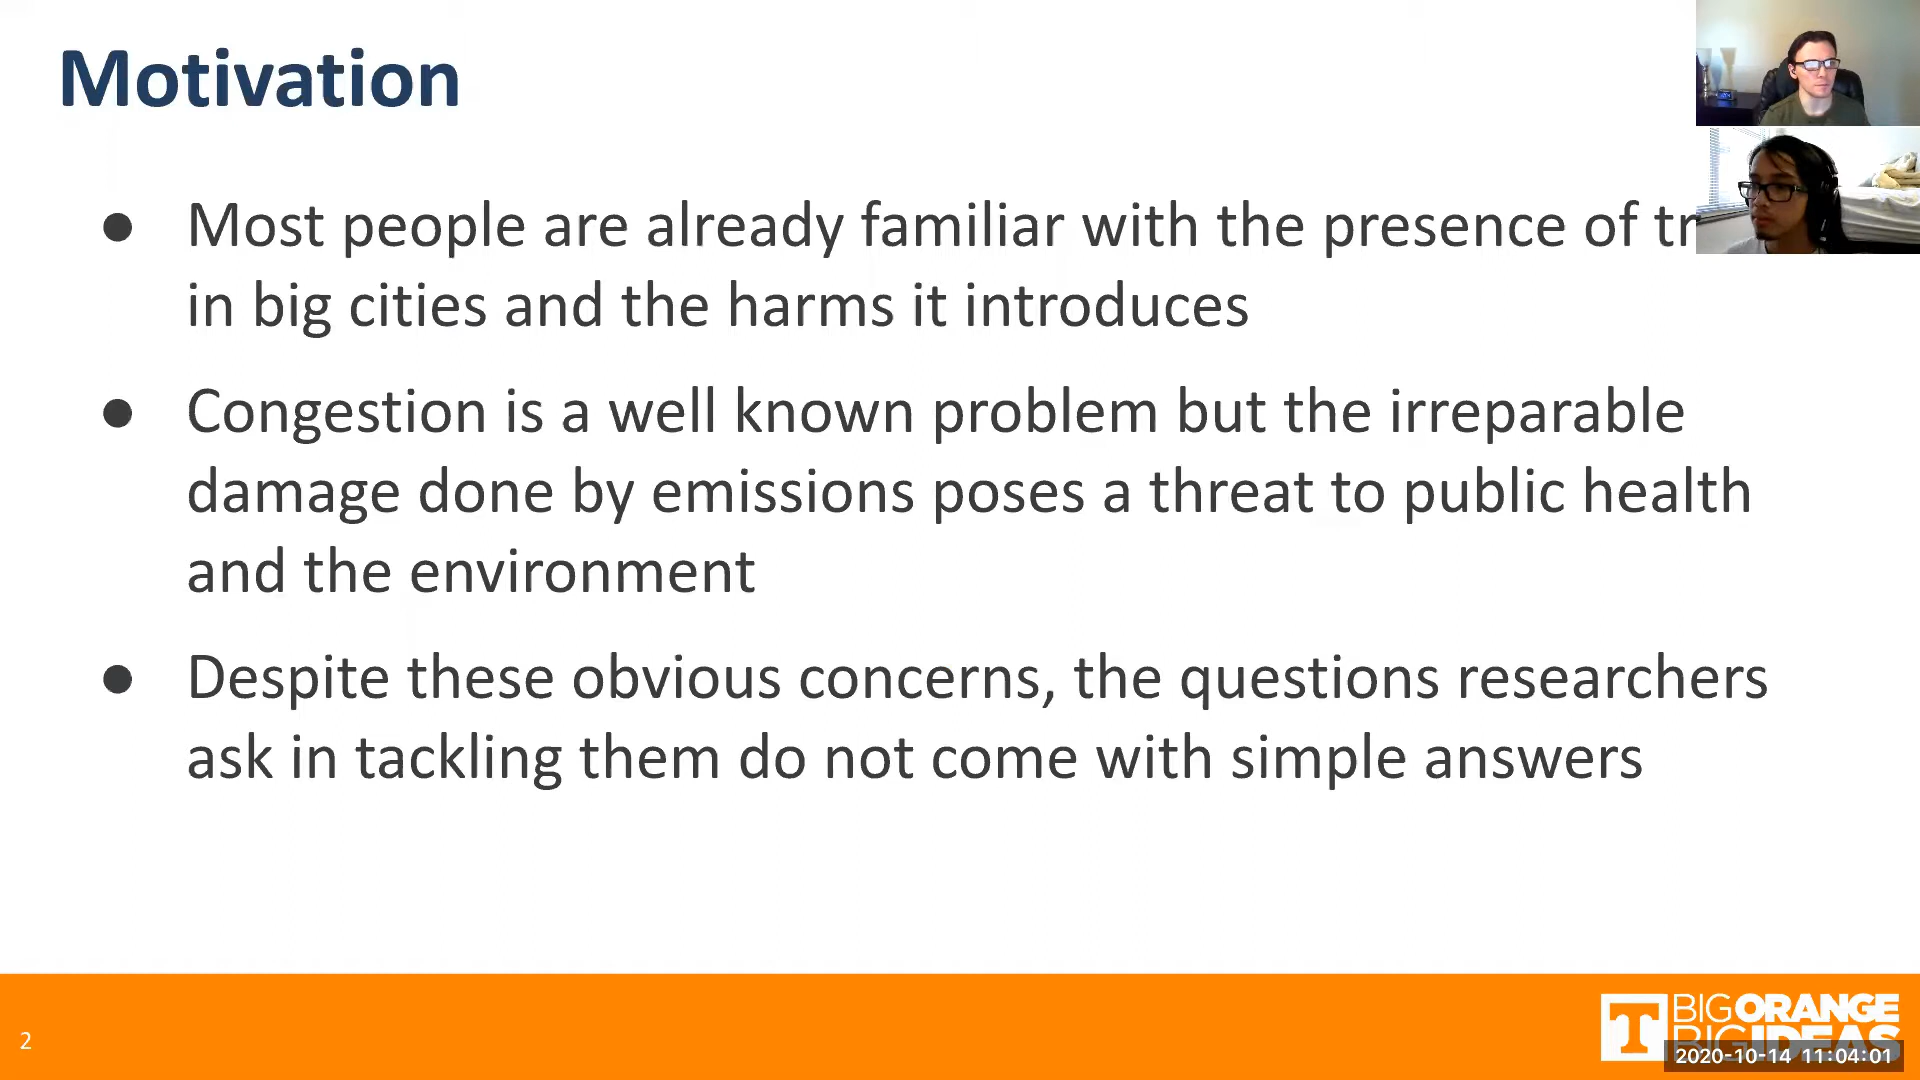 Motivation
● Most people are already familiar with the presence of
in big cities and the harms it introduces
● Congestion is a well known problem but the irreparable
damage done by emissions poses a threat to public health
and the environment
● Despite these obvious concerns, the questions researchers
ask in tackling them do not come with simple answers
2
T BIG ORANGE
BIG IDEAS
2020-10-14 11:04:01